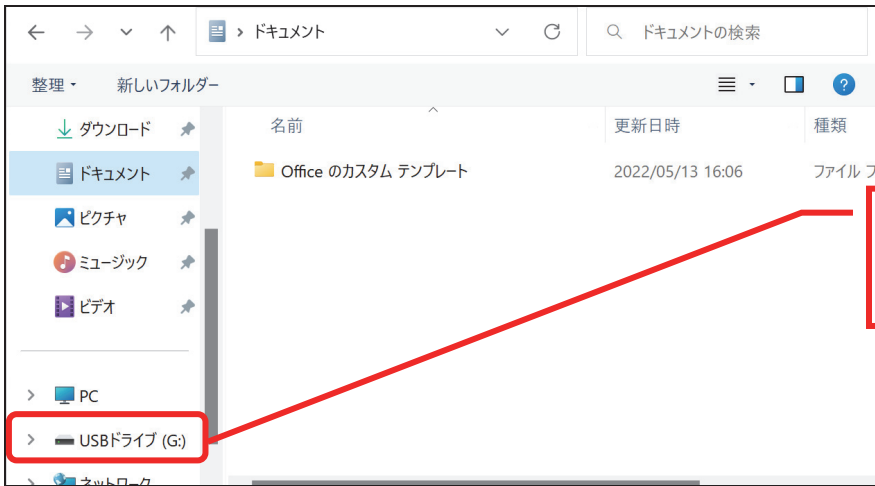 ドキュメント
ドキュメントの検索
整理
新しいフォルダー
名前
更新日時
種類
ダウンロード
ドキュメント
Office のカスタム テンプレート
2022/05/13 16:06
ファイル フ
ピクチャ
ミュージック
ビデオ
PC
USBドライブ (G:)
ネットワーク